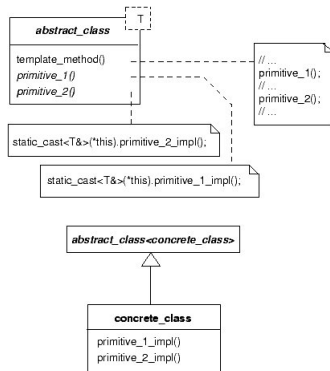 T
abstract_class
template_method()
primitive_1()
primitive_2()
// ...
primitive_1();
// ...
primitive_2();
// ...
static_cast<T&>(*this).primitive_2_impl();
static_cast<T&>(*this).primitive_1_impl();
abstract_class<concrete_class>
concrete_class
primitive_1_impl()
primitive_2_impl()